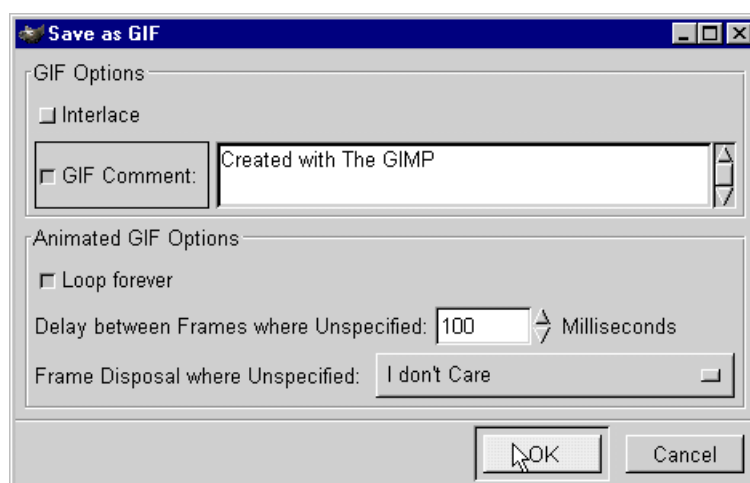 Save as GIF
GIF Options
Interlace
GIF Comment:
Created with The GIMP
Animated GIF Options
Loop forever
Delay between Frames where Unspecified: 100 Milliseconds
Frame Disposal where Unspecified: I don't Care
OK Cancel